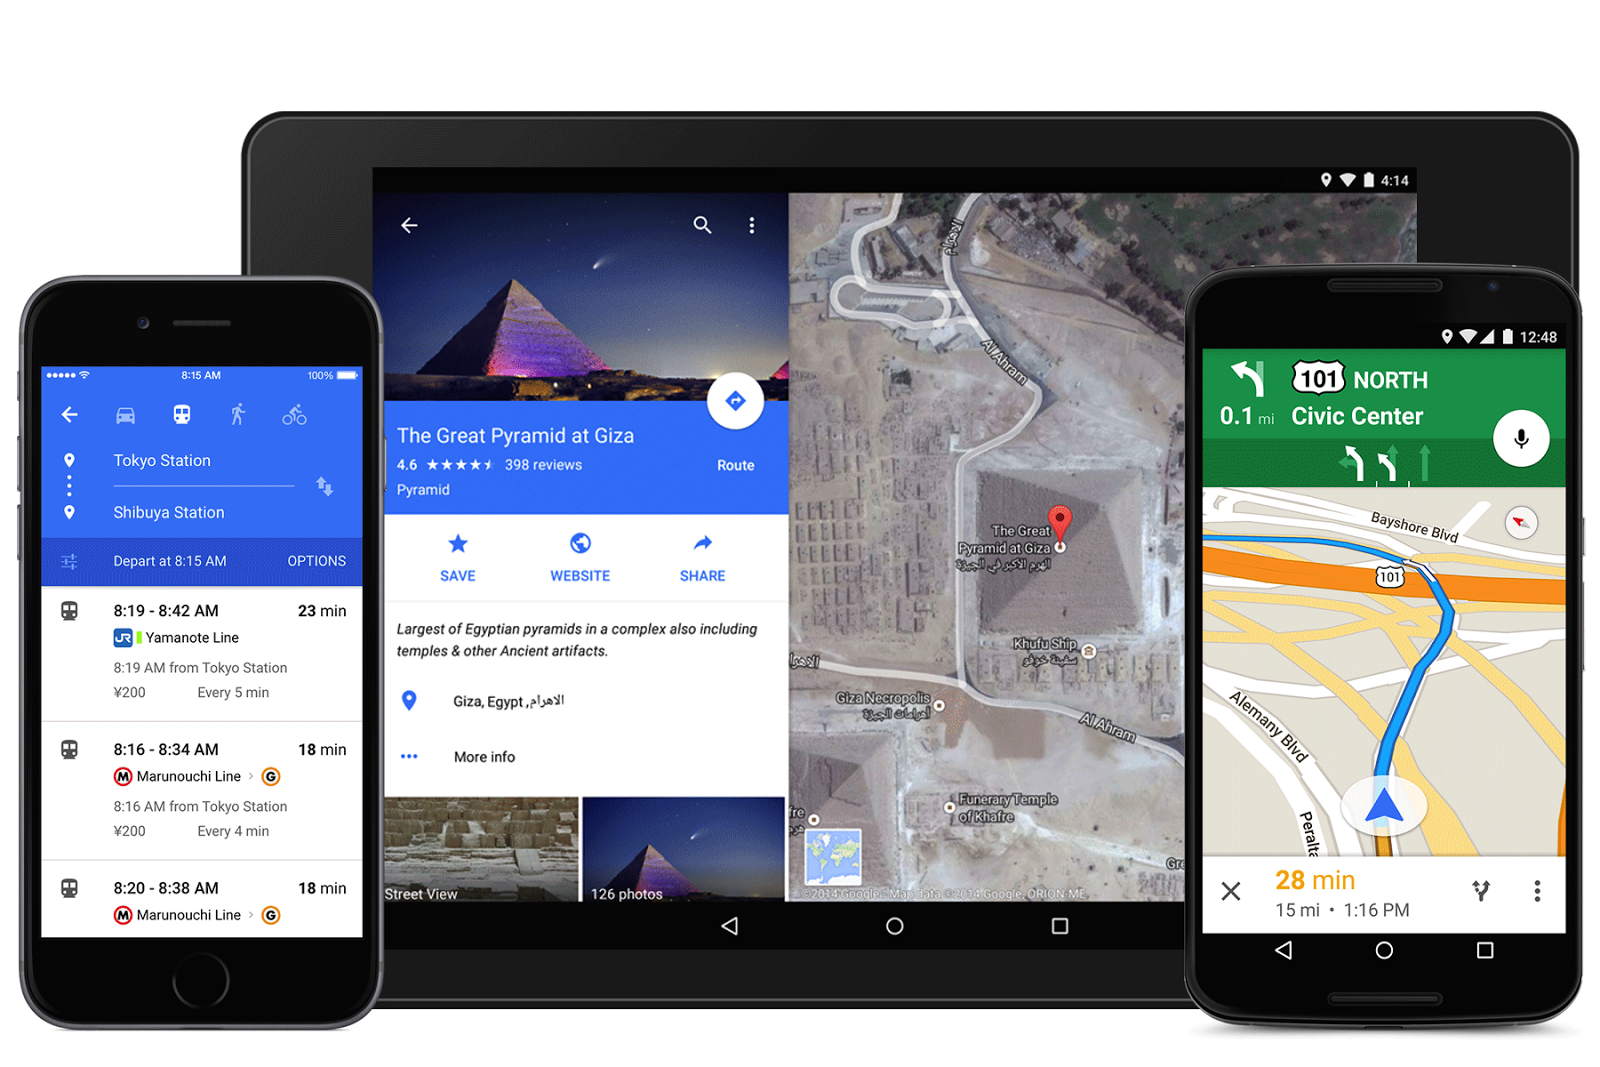 8:15 AM
100%
Tokyo Station
Shibuya Station
Depart at 8:15 AM
OPTIONS
8:19 - 8:42 AM
23 min
JR Yamanote Line
8:19 AM from Tokyo Station
¥200
Every 5 min
8:16 - 8:34 AM
18 min
M Marunouchi Line > G
8:16 AM from Tokyo Station
¥200
Every 4 min
8:20 - 8:38 AM
18 min
M Marunouchi Line > G
4:14
The Great Pyramid at Giza
4.6
398 reviews
Route
Pyramid
SAVE
WEBSITE
SHARE
Largest of Egyptian pyramids in a complex also including
temples & other Ancient artifacts.
Giza, Egypt ,الاهرام
More info
Street View
126 photos
الاهرام
Al Ahram
The Great
Pyramid at Giza
الهرم الأكبر في الجيزة
Khufu Ship
سفينة خوفو
Giza Necropolis
أهرامات الجيزة
Al Ahram
Funerary Temple
of Khafre
©2014 Google, Map data ©2014 Google, ORION-ME
12:48
101 NORTH
0.1 mi
Civic Center
Bayshore Blvd
101
Alemany Blvd
Peralta
28 min
15 mi • 1:16 PM